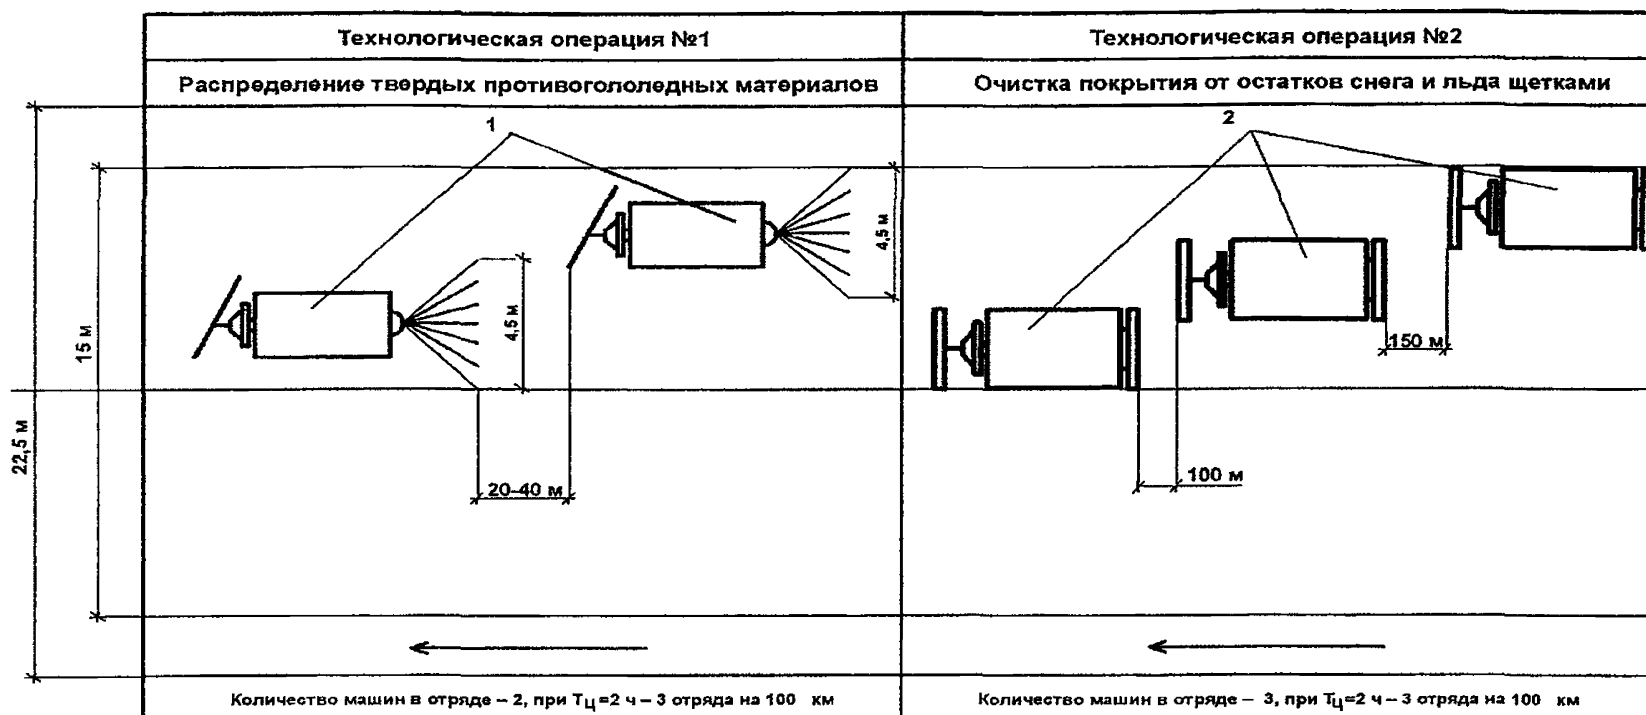 Технологическая операция №1
Технологическая операция №2
Распределение твердых противогололедных материалов
Очистка покрытия от остатков снега и льда щетками
1
2
4,5 м
4,5 м
15 м
22,5 м
20-40 м
150 м
100 м
Количество машин в отряде – 2, при ТЦ=2 ч – 3 отряда на 100 км
Количество машин в отряде – 3, при ТЦ=2 ч – 3 отряда на 100 км